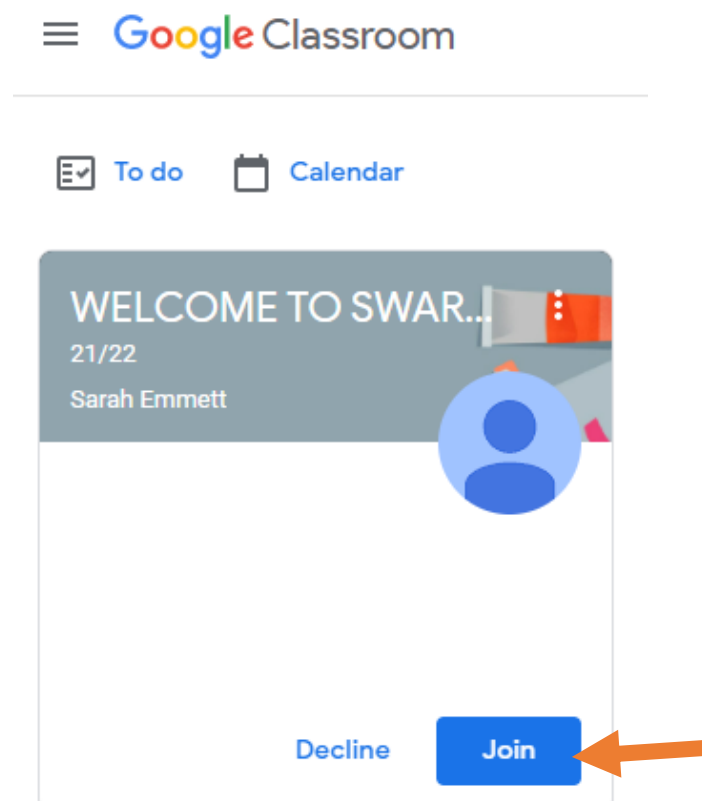 Google Classroom
To do Calendar
WELCOME TO SWAR...
21/22
Sarah Emmett
Decline Join